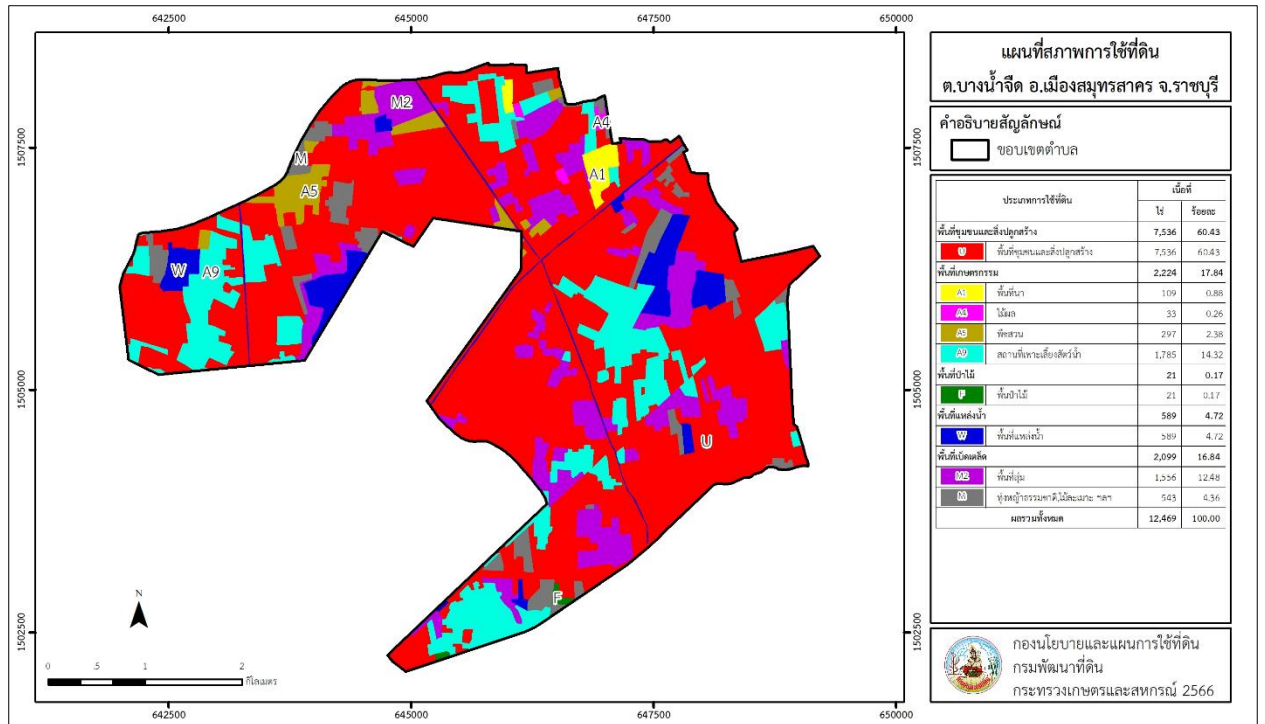 642500 645000 647500 650000
1507500
1505000
1502500
M2
A4
M
A1
A5
W
A9
U
F
N
0 .5 1 2
กิโลเมตร
642500 645000 647500 650000
1507500
1505000
1502500
แผนที่สภาพการใช้ที่ดิน
ต.บางน้ำจืด อ.เมืองสมุทรสาคร จ.ราชบุรี
คำอธิบายสัญลักษณ์
ขอบเขตตำบล
ประเภทการใช้ที่ดิน เนื้อที่
ไร่ ร้อยละ
พื้นที่ชุมชนและสิ่งปลูกสร้าง 7,536 60.43
U พื้นที่ชุมชนและสิ่งปลูกสร้าง 7,536 60.43
พื้นที่เกษตรกรรม 2,224 17.84
A1 พื้นที่นา 109 0.88
A4 ไม้ผล 33 0.26
A5 พืชสวน 297 2.38
A9 สถานที่เพาะเลี้ยงสัตว์น้ำ 1,785 14.32
พื้นที่ป่าไม้ 21 0.17
F พื้นป่าไม้ 21 0.17
พื้นที่แหล่งน้ำ 589 4.72
W พื้นที่แหล่งน้ำ 589 4.72
พื้นที่เบ็ดเตล็ด 2,099 16.84
M2 พื้นที่ลุ่ม 1,556 12.48
M ทุ่งหญ้าธรรมชาติ,ไม้ละเมาะ ฯลฯ 543 4.36
ผลรวมทั้งหมด 12,469 100.00
กองนโยบายและแผนการใช้ที่ดิน
กรมพัฒนาที่ดิน
กระทรวงเกษตรและสหกรณ์ 2566